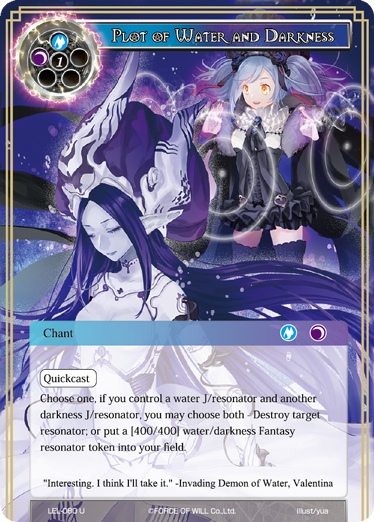 Plot of Water and Darkness
1
Chant
Quickcast
Choose one, if you control a water J/resonator and another
darkness J/resonator, you may choose both - Destroy target
resonator; or put a [400/400] water/darkness Fantasy
resonator token into your field.
"Interesting. I think I'll take it." -Invading Demon of Water, Valentina
LEL-060 U ©FORCE OF WILL Co.,Ltd. Illust/yua